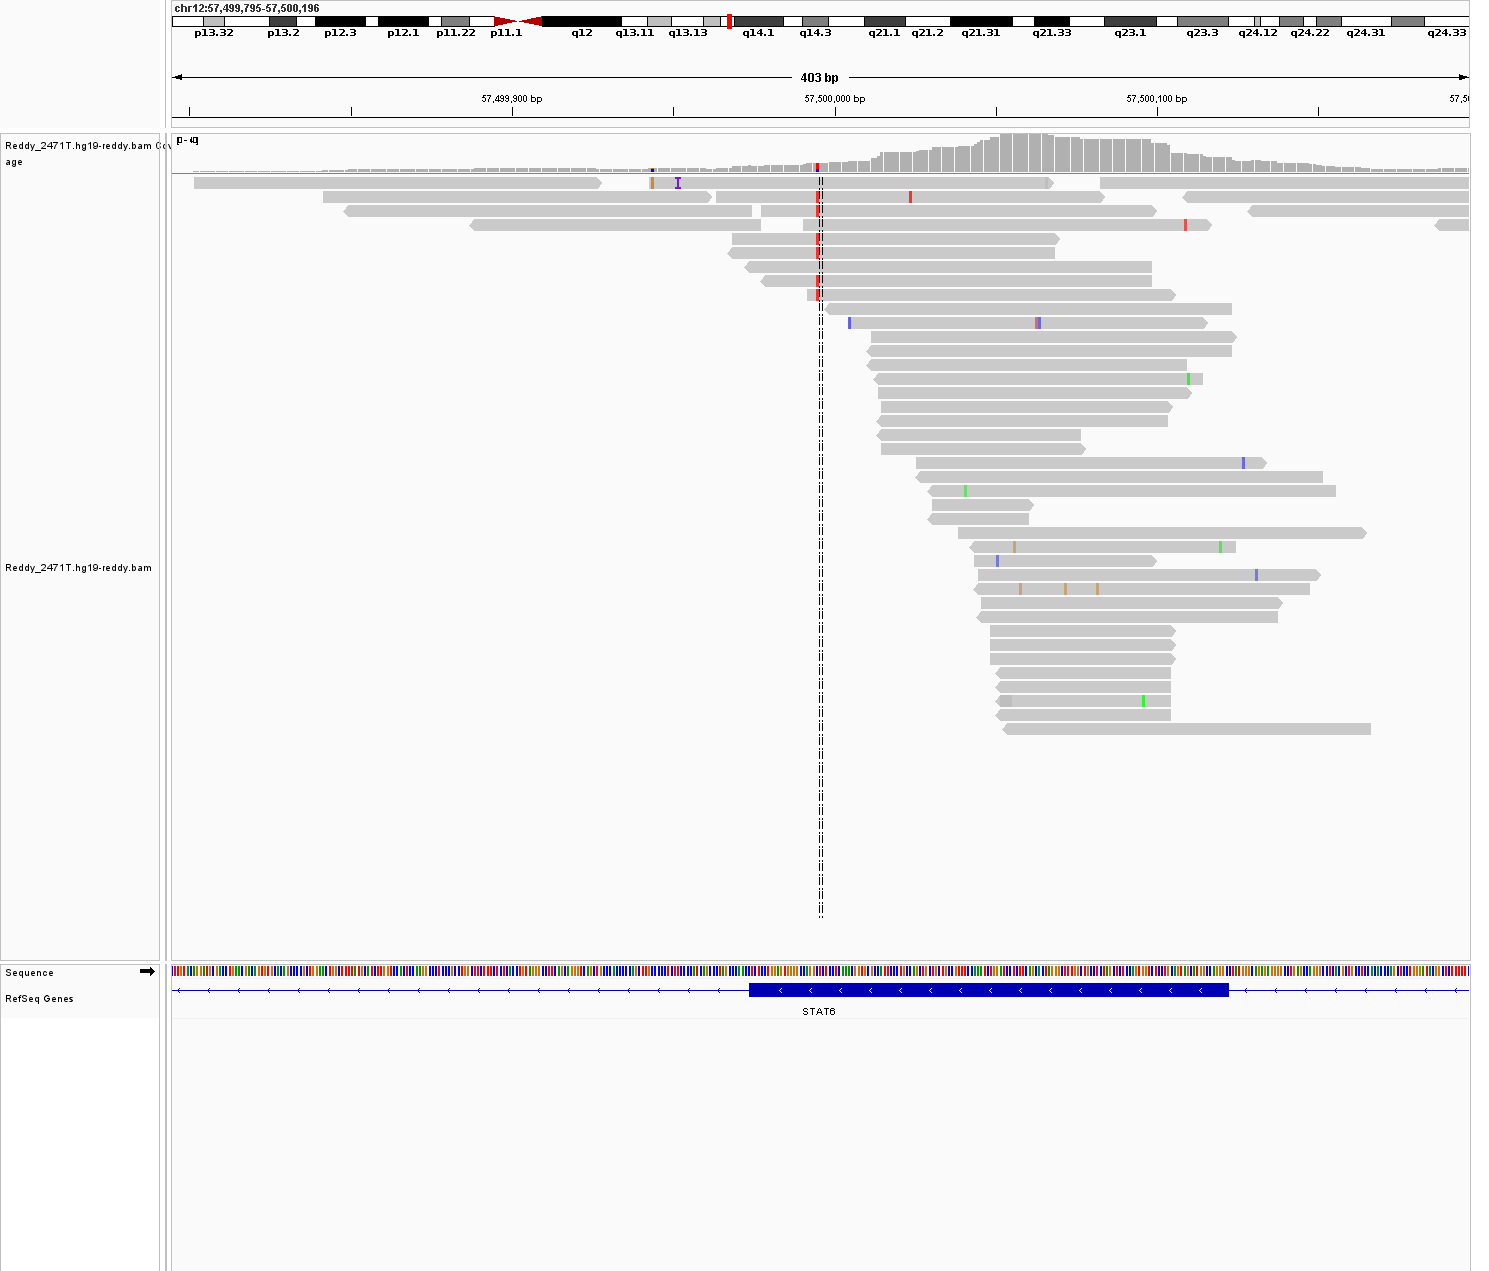 chr12:57,499,795-57,500,196
p13.32 p13.2 p12.3 p12.1 p11.22 p11.1 q12 q13.11 q13.13 q14.1 q14.3 q21.1 q21.2 q21.31 q21.33 q23.1 q23.3 q24.12 q24.22 q24.31 q24.33
403 bp
57,499,900 bp 57,500,000 bp 57,500,100 bp 57,50
Reddy_2471T.hg19-reddy.bam Cov
age
Reddy_2471T.hg19-reddy.bam
Sequence
RefSeq Genes
STAT6